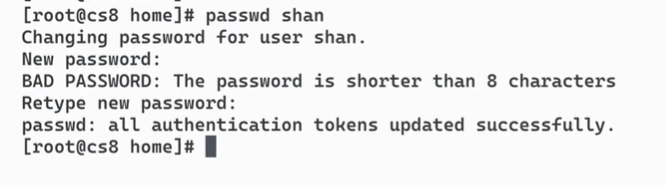 [root@cs8 home]# passwd shan
Changing password for user shan.
New password:
BAD PASSWORD: The password is shorter than 8 characters
Retype new password:
passwd: all authentication tokens updated successfully.
[root@cs8 home]#